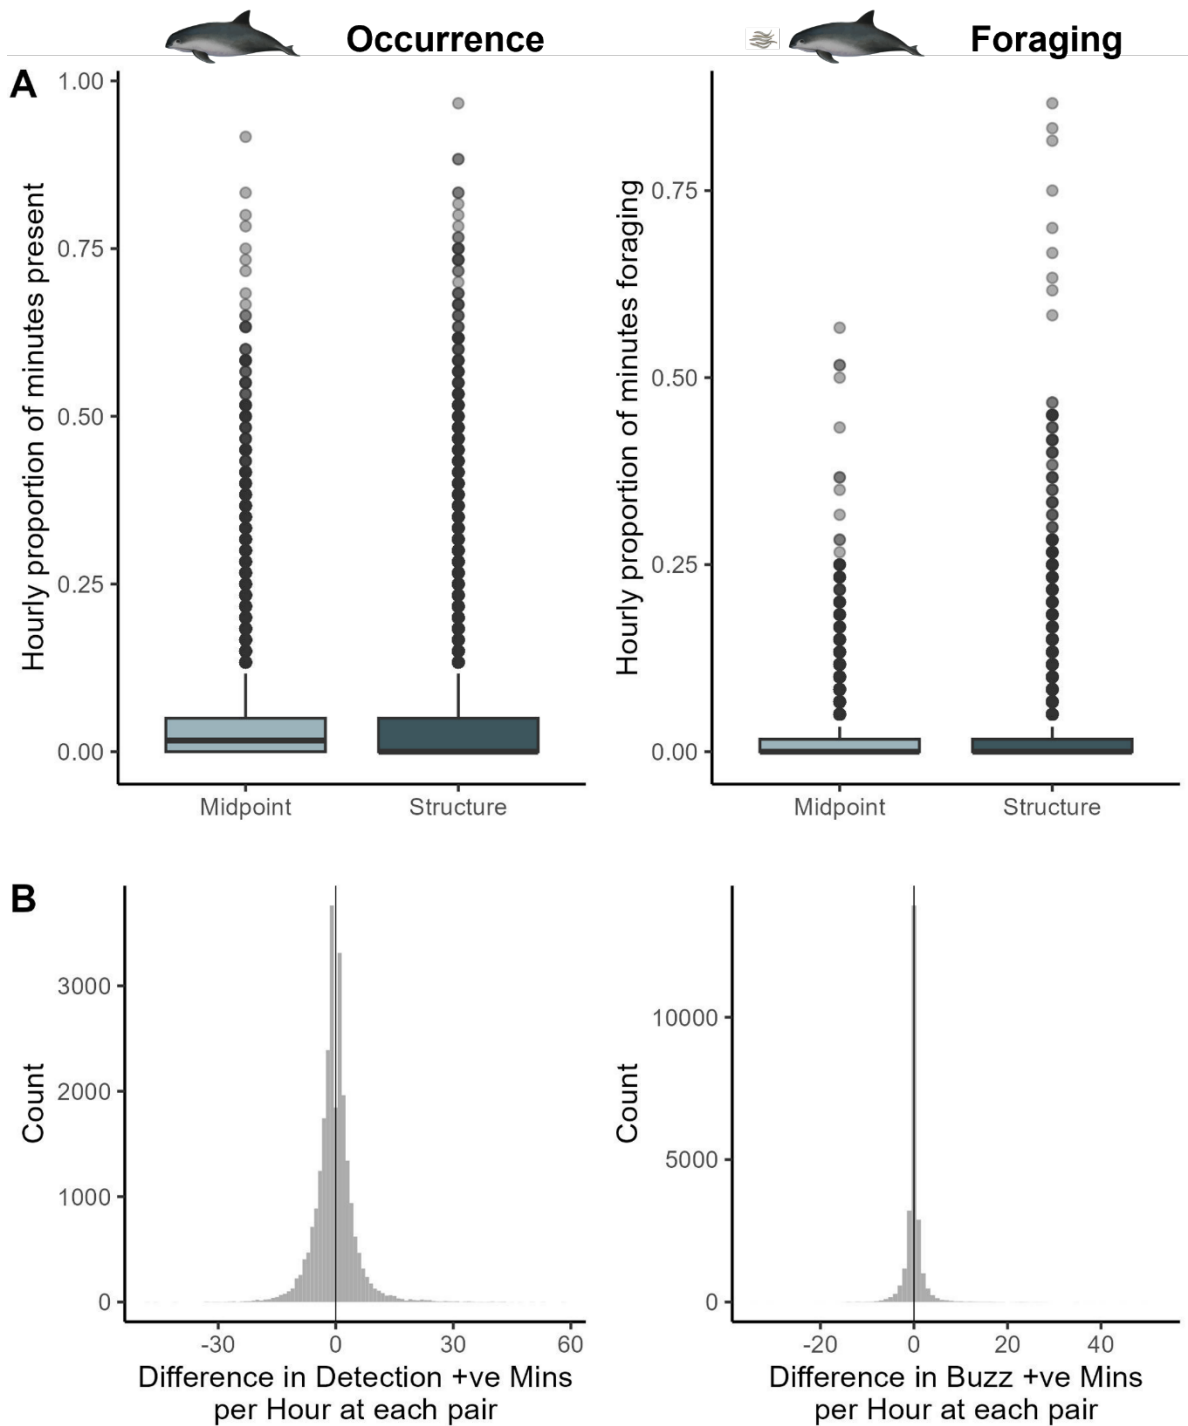 Occurrence
Foraging
A
Hourly proportion of minutes present
1.00
0.75
0.50
0.25
0.00
Midpoint
Structure
Hourly proportion of minutes foraging
0.75
0.50
0.25
0.00
Midpoint
Structure
B
Count
3000
2000
1000
0
-30
0
30
60
Difference in Detection +ve Mins
per Hour at each pair
Count
10000
5000
0
-20
0
20
40
Difference in Buzz +ve Mins
per Hour at each pair